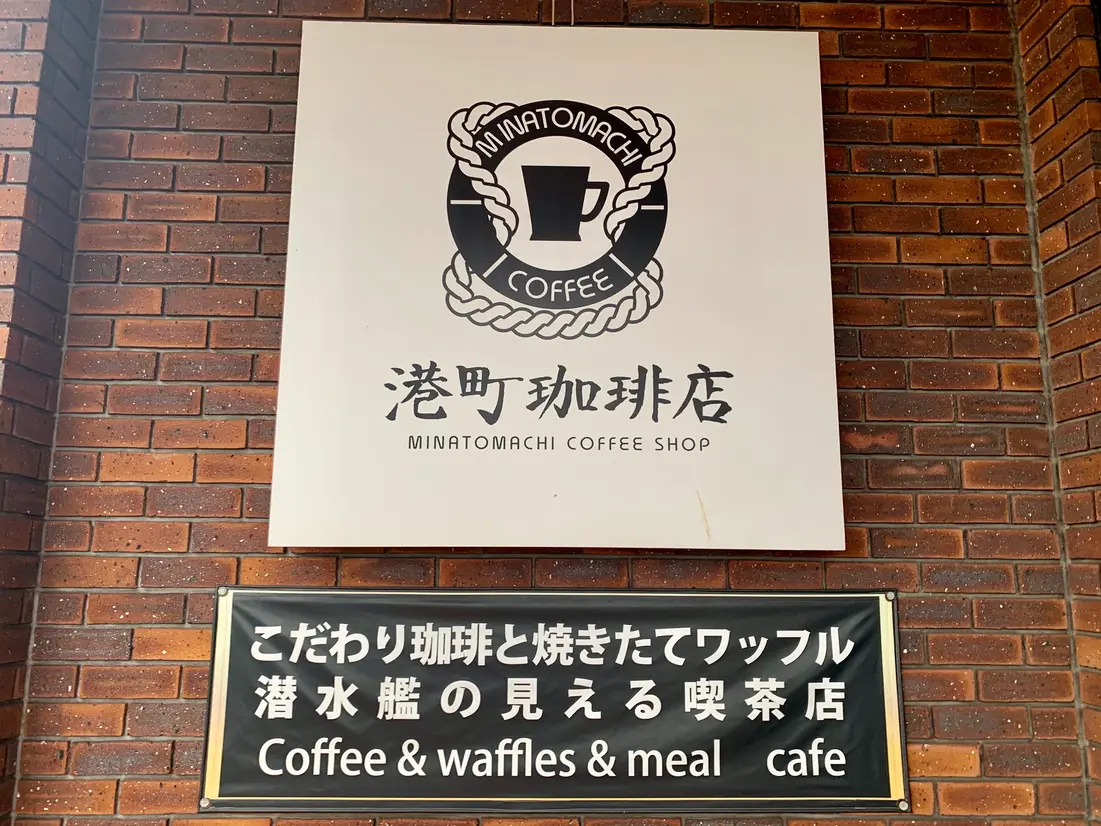 MINATOMACHI
COFFEE
港町珈琲店
MINATOMACHI COFFEE SHOP
こだわり珈琲と焼きたてワッフル
潜水艦の見える喫茶店
Coffee & waffles & meal cafe